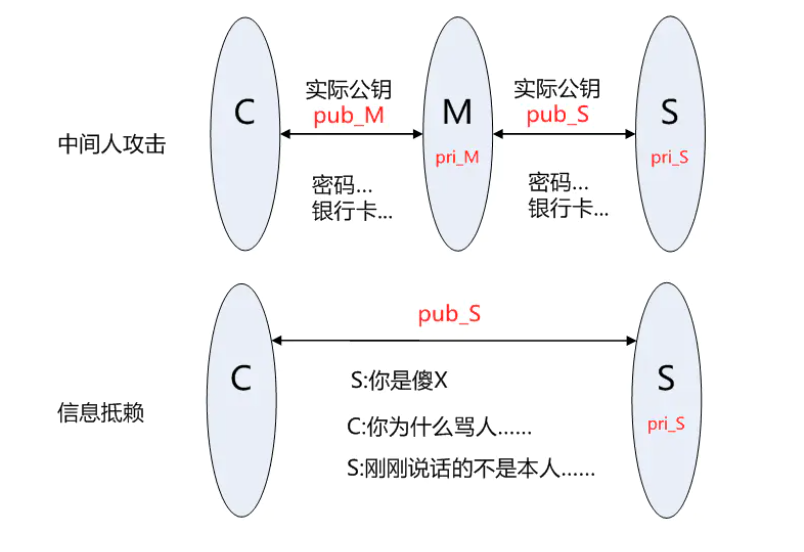 实际公钥
pub_M
实际公钥
pub_S
C
M
S
pri_M
pri_S
中间人攻击
密码...
银行卡...
密码...
银行卡...
pub_S
C
S
pri_S
信息抵赖
S:你是傻X
C:你为什么骂人......
S:刚刚说话的不是本人......